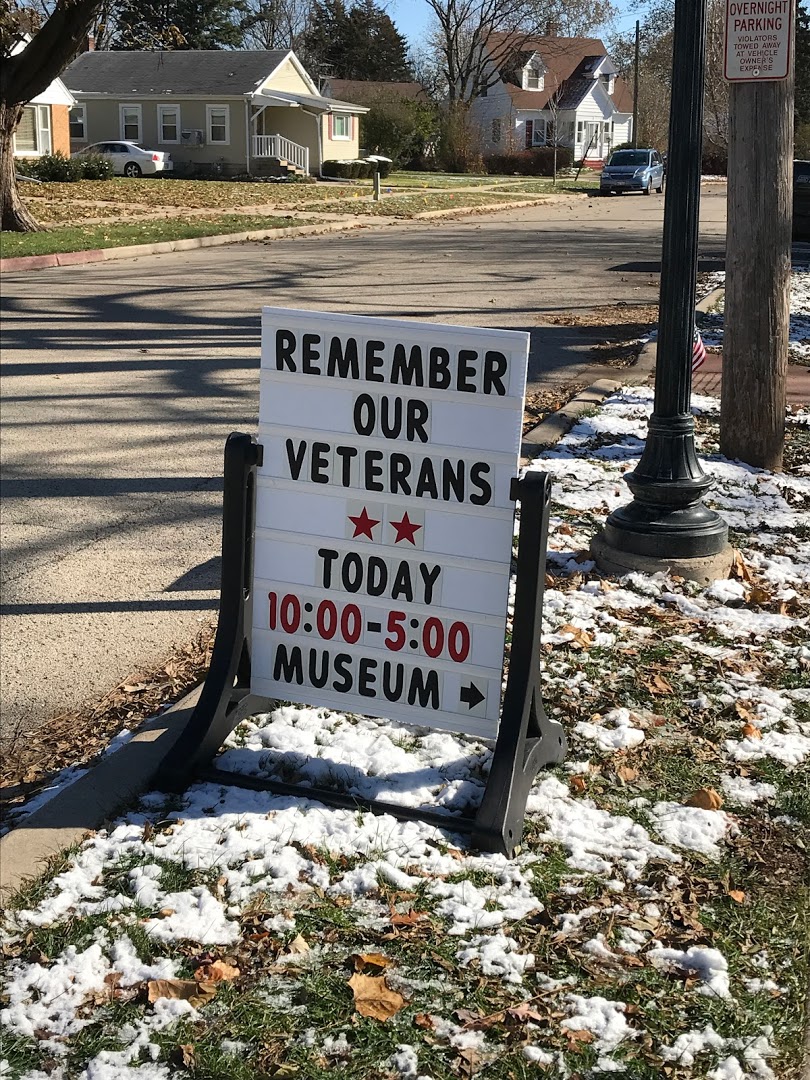 OVERNIGHT
PARKING
VIOLATORS
TOWED AWAY
AT VEHICLE
OWNER'S
EXPENSE
REMEMBER
OUR
VETERANS
★ ★
TODAY
10:00-5:00
MUSEUM →